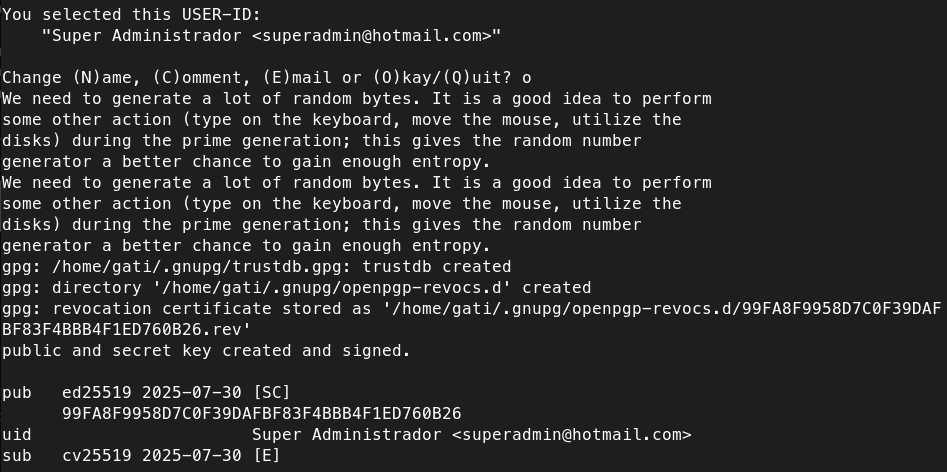 You selected this USER-ID:
    "Super Administrador <superadmin@hotmail.com>"
Change (N)ame, (C)omment, (E)mail or (O)kay/(Q)uit? o
We need to generate a lot of random bytes. It is a good idea to perform
some other action (type on the keyboard, move the mouse, utilize the
disks) during the prime generation; this gives the random number
generator a better chance to gain enough entropy.
We need to generate a lot of random bytes. It is a good idea to perform
some other action (type on the keyboard, move the mouse, utilize the
disks) during the prime generation; this gives the random number
generator a better chance to gain enough entropy.
gpg: /home/gati/.gnupg/trustdb.gpg: trustdb created
gpg: directory '/home/gati/.gnupg/openpgp-revocs.d' created
gpg: revocation certificate stored as '/home/gati/.gnupg/openpgp-revocs.d/99FA8F9958D7C0F39DAF
BF83F4BBB4F1ED760B26.rev'
public and secret key created and signed.
pub   ed25519 2025-07-30 [SC]
      99FA8F9958D7C0F39DAFBF83F4BBB4F1ED760B26
uid                      Super Administrador <superadmin@hotmail.com>
sub   cv25519 2025-07-30 [E]